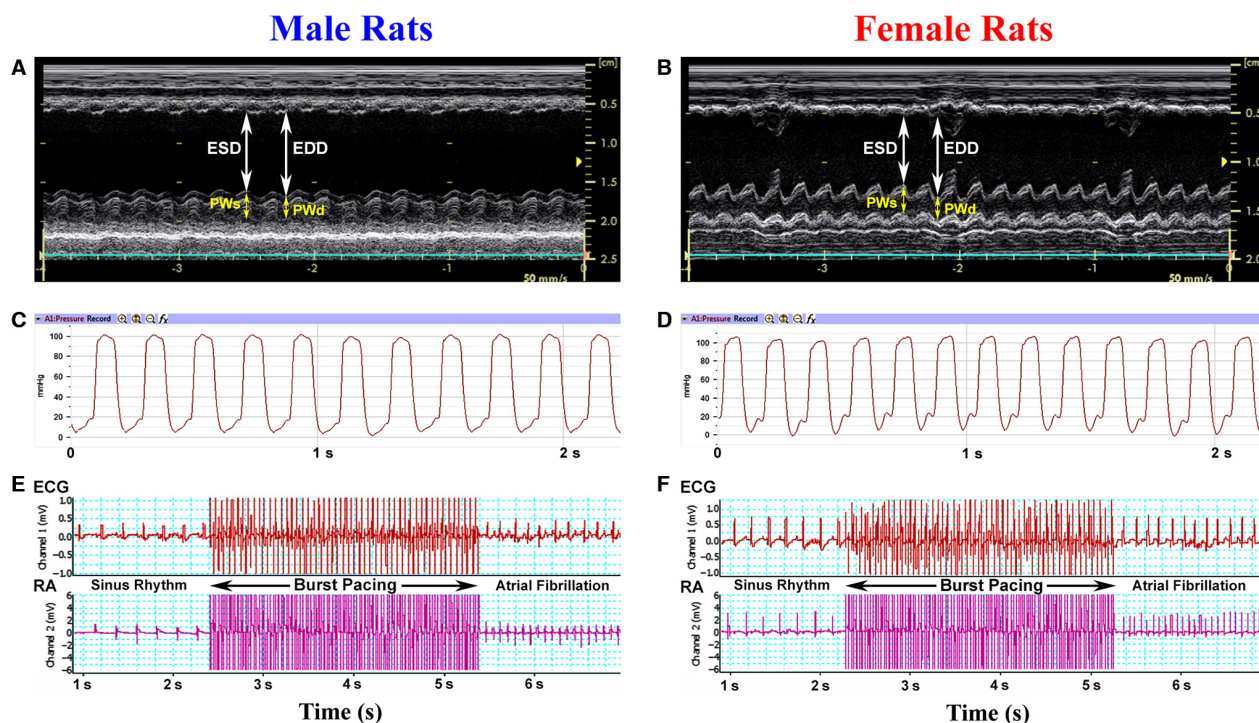 Male Rats
Female Rats
A
[cm]
0.5
1.0
1.5
2.0
2.5
ESD
EDD
PWs
PWd
-4
-3
-2
-1
0
50 mm/s
B
[cm]
0.5
1.0
1.5
ESD
EDD
PWs
PWd
-3
-2
-1
0
50 mm/s
C
A1:Pressure Record fx
100
80
60
40
20
0
mmHg
0
1 s
2 s
D
A1:Pressure Record fx
100
80
60
40
20
0
mmHg
0
1 s
2 s
E
ECG
Channel 1 (mV)
1.0
0.5
0.0
−0.5
−1.0
Sinus Rhythm
Burst Pacing
Atrial Fibrillation
RA
Channel 2 (mV)
6
4
2
0
−2
−4
−6
1 s
2 s
3 s
4 s
5 s
6 s
Time (s)
F
ECG
Channel 1 (mV)
1.0
0.5
0.0
−0.5
−1.0
Sinus Rhythm
Burst Pacing
Atrial Fibrillation
RA
Channel 2 (mV)
6
4
2
0
−2
−4
−6
1 s
2 s
3 s
4 s
5 s
6 s
Time (s)